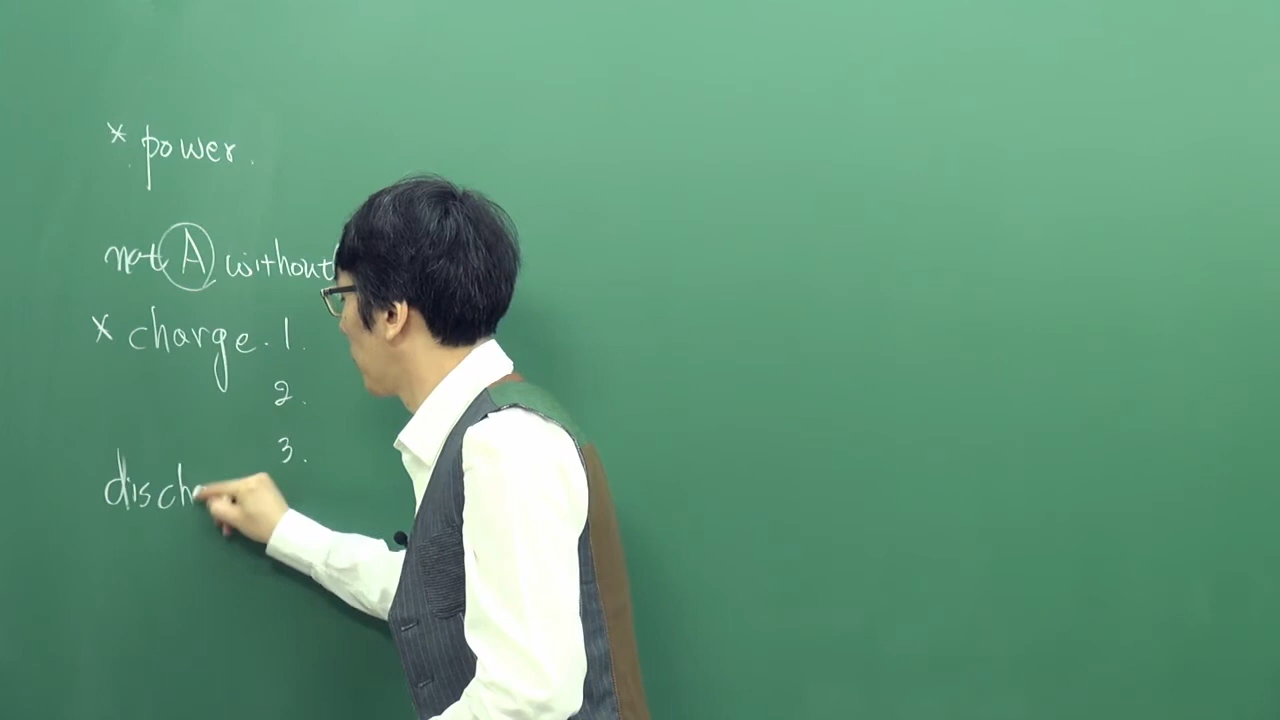 * power.
not A without
* charge. 1.
2.
3.
disch